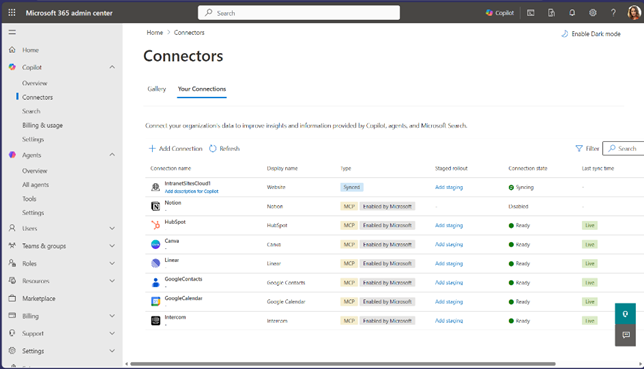 Microsoft 365 admin center
Search
Copilot
?
Home > Connectors
Enable Dark mode
Connectors
Gallery
Your Connections
Connect your organization's data to improve insights and information provided by Copilot, agents, and Microsoft Search.
+ Add Connection
Refresh
Filter
Search
Connection name
Display name
Type
Staged rollout
Connection state
Last sync time
IntranetSitesCloud1
Add description for Copilot
Website
Synced
Add staging
Syncing
-
Notion
-
Notion
MCP
Enabled by Microsoft
-
Disabled
-
HubSpot
-
HubSpot
MCP
Enabled by Microsoft
Add staging
Ready
Live
Canva
-
Canva
MCP
Enabled by Microsoft
Add staging
Ready
Live
Linear
-
Linear
MCP
Enabled by Microsoft
Add staging
Ready
Live
GoogleContacts
-
Google Contacts
MCP
Enabled by Microsoft
Add staging
Ready
Live
GoogleCalendar
-
Google Calendar
MCP
Enabled by Microsoft
Add staging
Ready
Live
Intercom
-
Intercom
MCP
Enabled by Microsoft
Add staging
Ready
Live
Home
Copilot
Overview
Connectors
Search
Billing & usage
Settings
Agents
Overview
All agents
Tools
Settings
Users
Teams & groups
Roles
Resources
Marketplace
Billing
Support
Settings